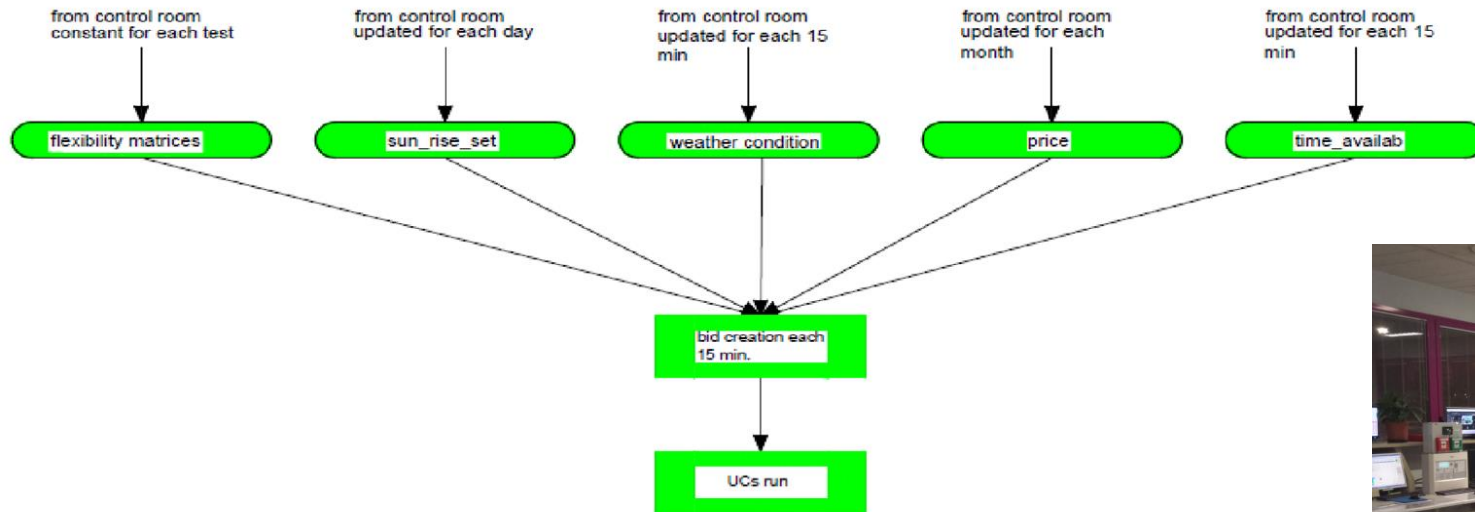 from control room
constant for each test
from control room
updated for each day
from control room
updated for each 15
min
from control room
updated for each
month
from control room
updated for each 15
min
flexibility matrices
sun_rise_set
weather condition
price
time_availab
bid creation each
15 min.
UCs run